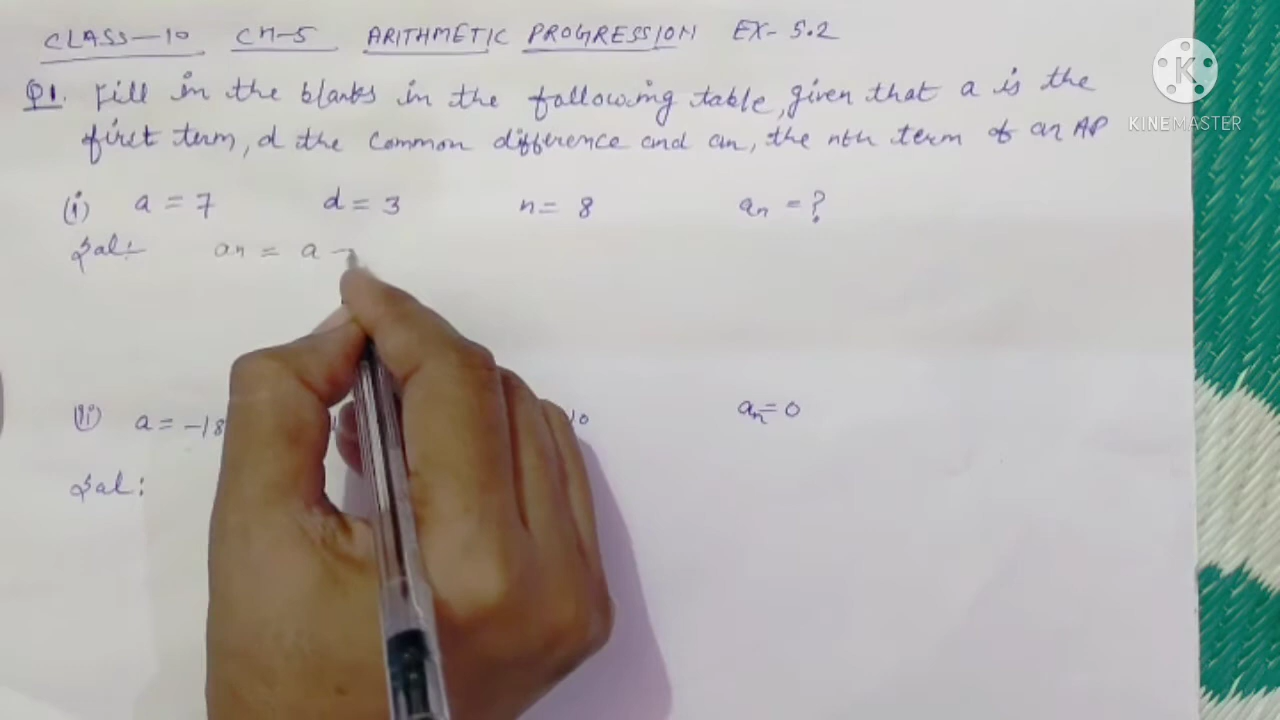 CLASS-10 CH-5 ARITHMETIC PROGRESSION EX-5.2
KINEMASTER
Q1. Fill in the blanks in the following table, given that a is the
first term, d the common difference and an, the nth term of an AP
(i) a = 7 d = 3 n = 8 an = ?
Sol: an = a
(ii) a = -18 10 an = 0
Sol: